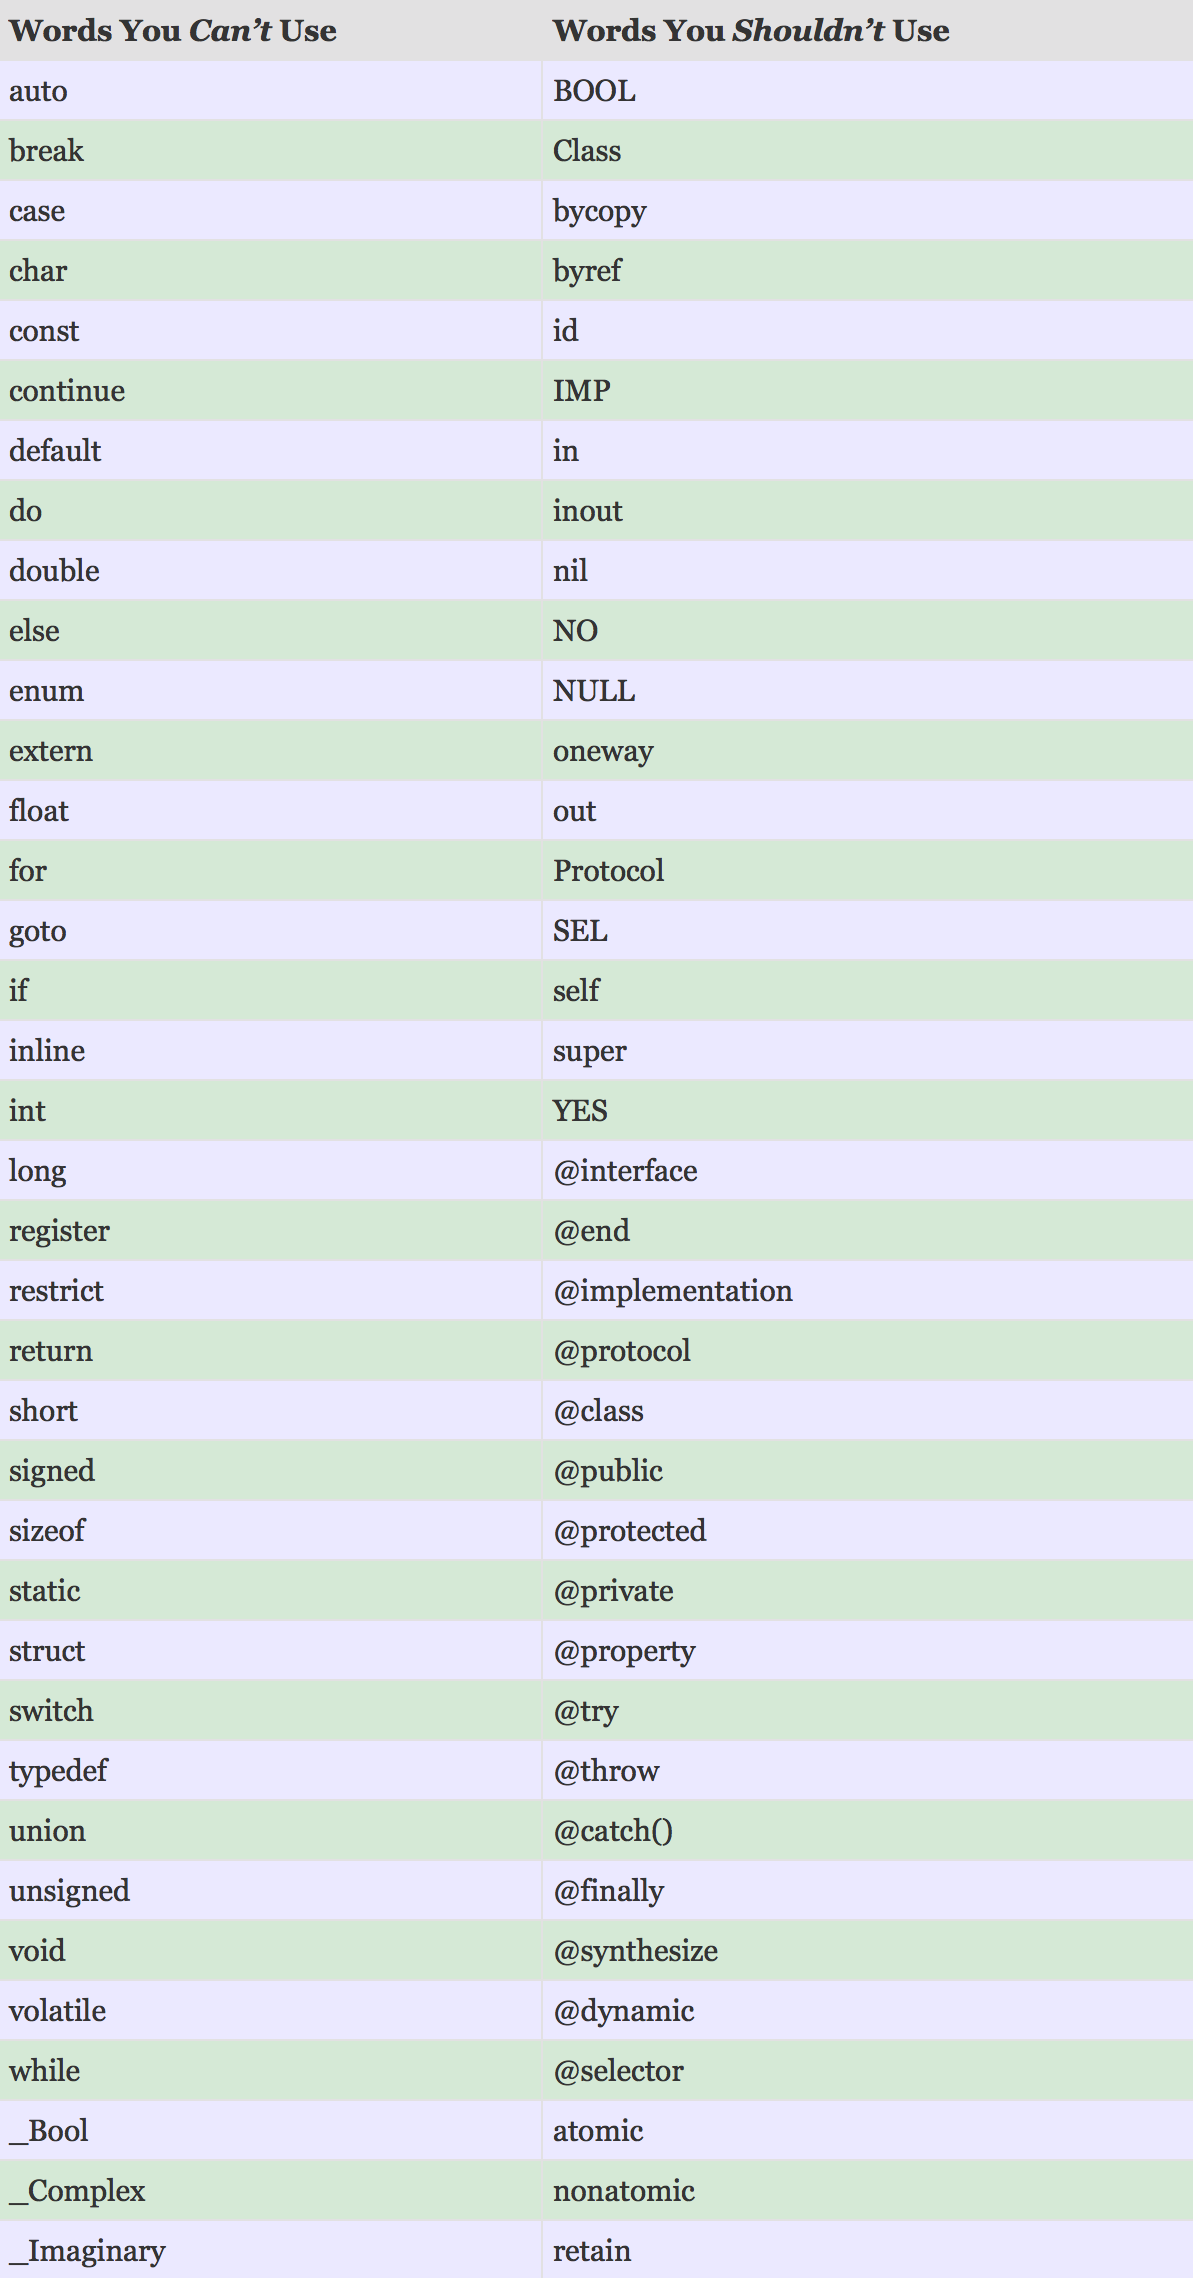 Words You Can’t Use Words You Shouldn’t Use
auto BOOL
break Class
case bycopy
char byref
const id
continue IMP
default in
do inout
double nil
else NO
enum NULL
extern oneway
float out
for Protocol
goto SEL
if self
inline super
int YES
long @interface
register @end
restrict @implementation
return @protocol
short @class
signed @public
sizeof @protected
static @private
struct @property
switch @try
typedef @throw
union @catch()
unsigned @finally
void @synthesize
volatile @dynamic
while @selector
_Bool atomic
_Complex nonatomic
_Imaginary retain